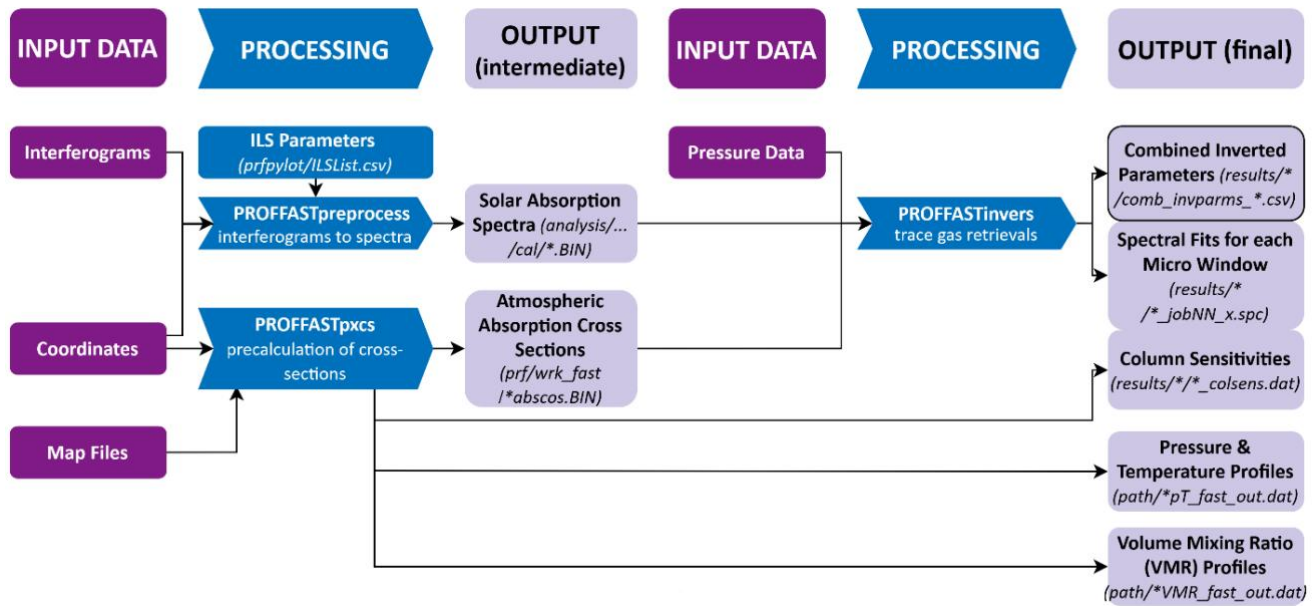 INPUT DATA
PROCESSING
OUTPUT
(intermediate)
INPUT DATA
PROCESSING
OUTPUT (final)
Interferograms
ILS Parameters
(prfpylot/ILSList.csv)
PROFFASTpreprocess
interferograms to spectra
Solar Absorption
Spectra (analysis/...
/cal/*.BIN)
Pressure Data
PROFFASTinvers
trace gas retrievals
Combined Inverted
Parameters (results/*
/comb_invparms_*.csv)
Spectral Fits for each
Micro Window
(results/*
/*_jobNN_x.spc)
Coordinates
PROFFASTpxcs
precalculation of cross-
sections
Atmospheric
Absorption Cross
Sections
(prf/wrk_fast
/*abscos.BIN)
Column Sensitivities
(results/*/*_colsens.dat)
Map Files
Pressure &
Temperature Profiles
(path/*pT_fast_out.dat)
Volume Mixing Ratio
(VMR) Profiles
(path/*VMR_fast_out.dat)